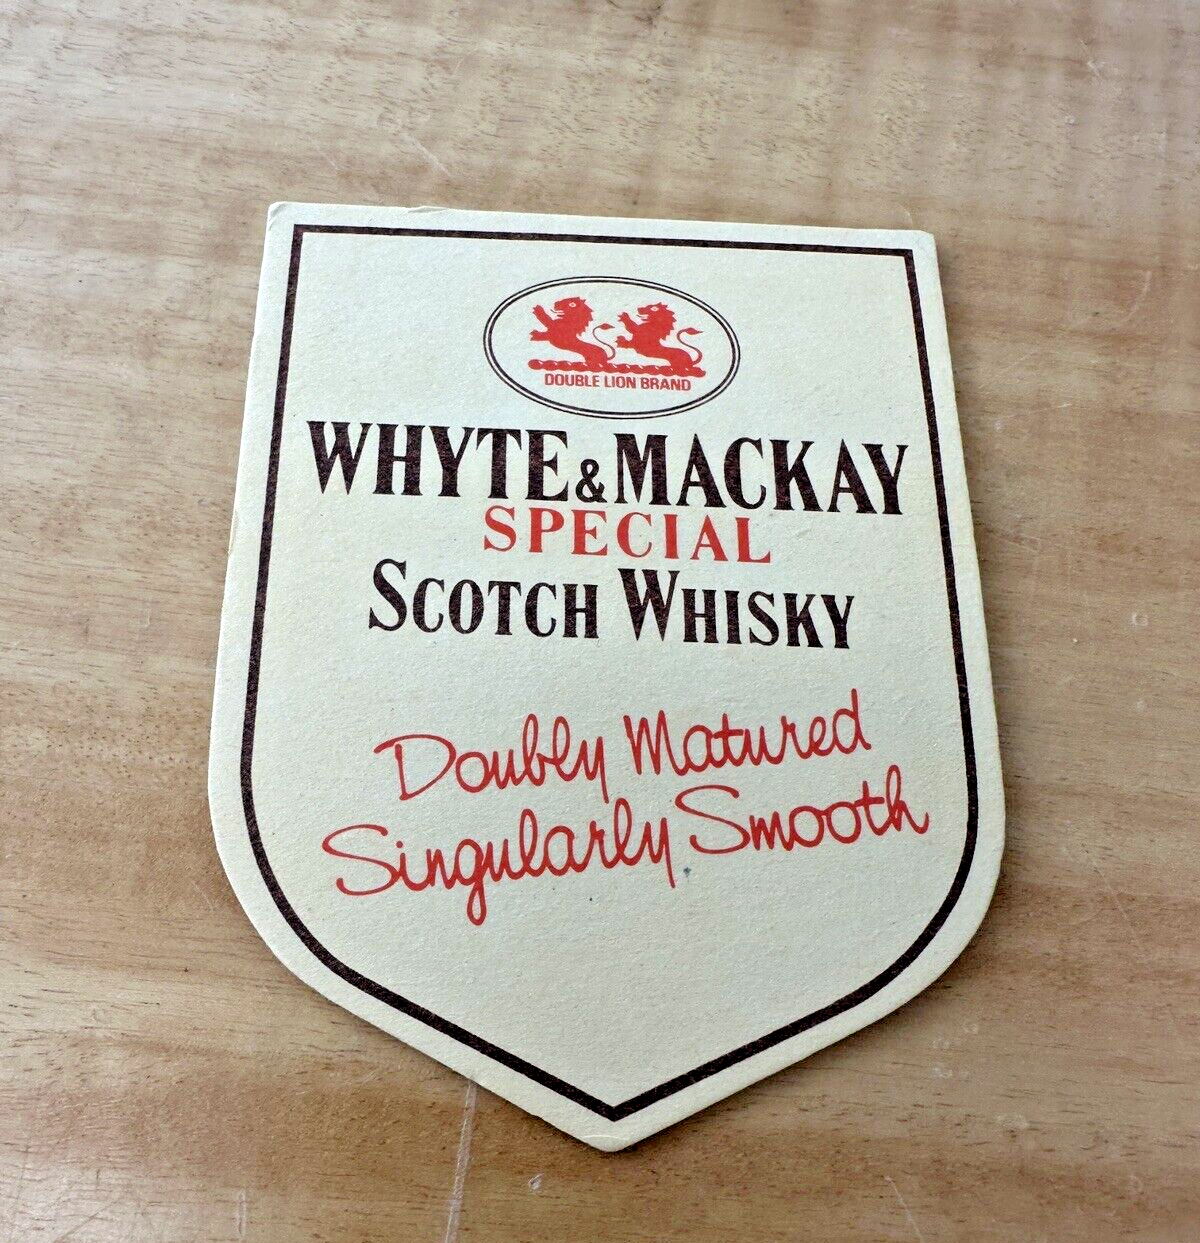 DOUBLE LION BRAND
WHYTE & MACKAY
SPECIAL
SCOTCH WHISKY
Doubly Matured
Singularly Smooth